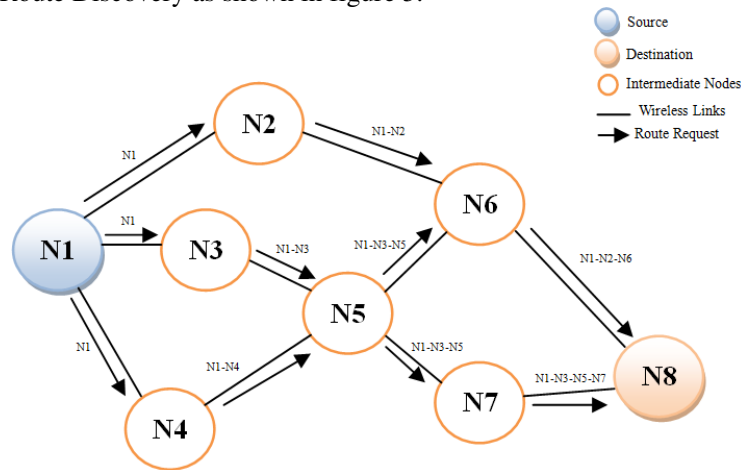 Route Discovery as shown in figure 3.
Source
Destination
Intermediate Nodes
Wireless Links
Route Request
N2
N1
N1-N2
N6
N1
N1
N3
N1-N3
N1-N3-N5
N1-N2-N6
N5
N1
N1-N4
N1-N3-N5
N1-N3-N5-N7
N8
N7
N4